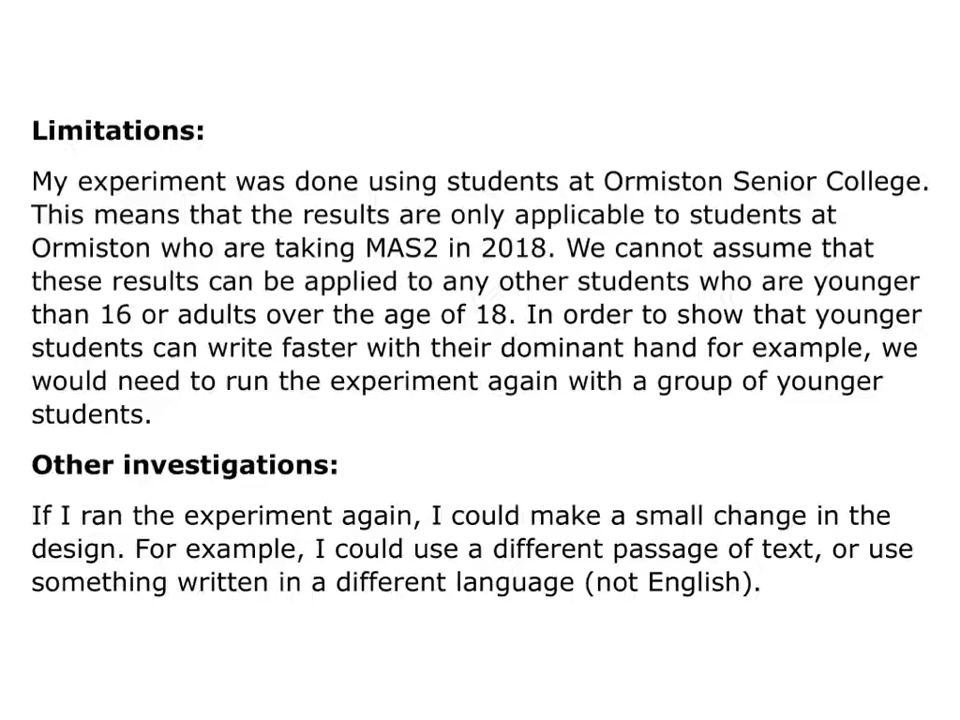 Limitations:
My experiment was done using students at Ormiston Senior College.
This means that the results are only applicable to students at
Ormiston who are taking MAS2 in 2018. We cannot assume that
these results can be applied to any other students who are younger
than 16 or adults over the age of 18. In order to show that younger
students can write faster with their dominant hand for example, we
would need to run the experiment again with a group of younger
students.
Other investigations:
If I ran the experiment again, I could make a small change in the
design. For example, I could use a different passage of text, or use
something written in a different language (not English).